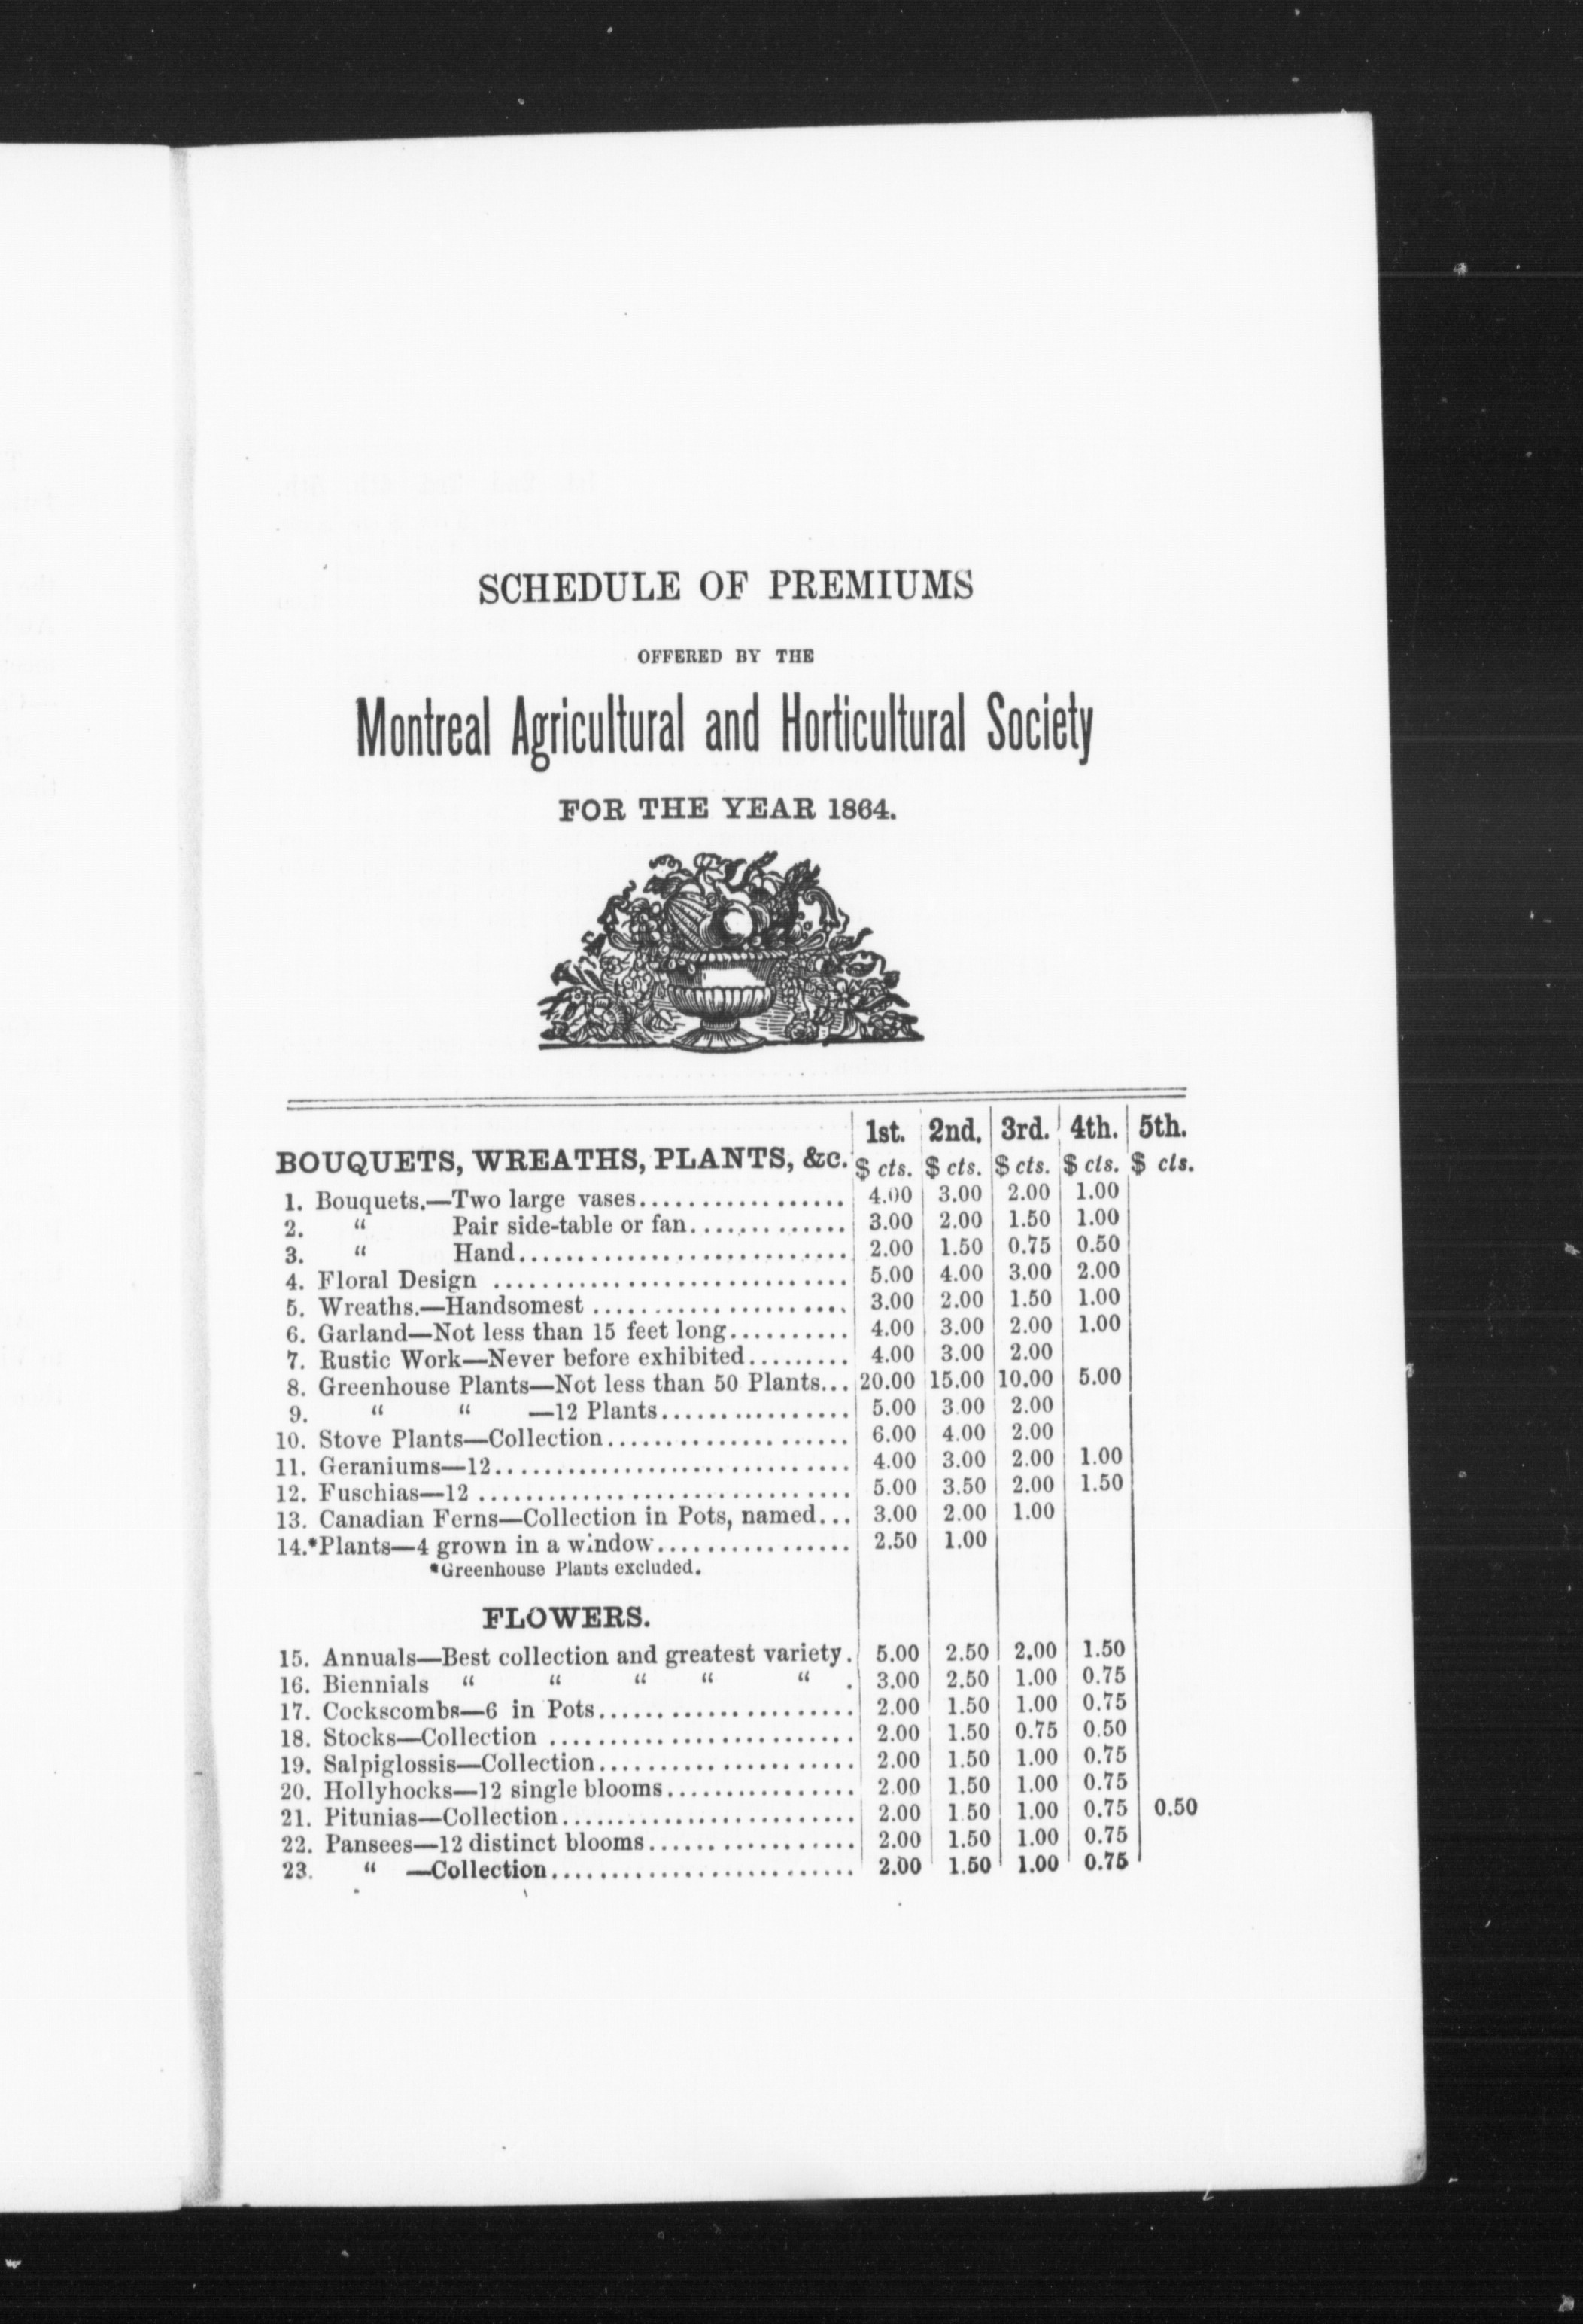 SCHEDULE OF PREMIUMS
OFFERED BY THE
Montreal Agricultural and Horticultural Society
FOR THE YEAR 1864.
1st. 2nd. 3rd. 4th. 5th.
BOUQUETS, WREATHS, PLANTS, &c. $ cts. $ cts. $ cts. $ cts. $ cts.
1. Bouquets.—Two large vases.................. 4.00 3.00 2.00 1.00
2. “ Pair side-table or fan.............. 3.00 2.00 1.50 1.00
3. “ Hand............................. 2.00 1.50 0.75 0.50
4. Floral Design ............................... 5.00 4.00 3.00 2.00
5. Wreaths.—Handsomest ...................... 3.00 2.00 1.50 1.00
6. Garland—Not less than 15 feet long.......... 4.00 3.00 2.00 1.00
7. Rustic Work—Never before exhibited......... 4.00 3.00 2.00
8. Greenhouse Plants—Not less than 50 Plants... 20.00 15.00 10.00 5.00
9. “ “ —12 Plants................ 5.00 3.00 2.00
10. Stove Plants—Collection..................... 6.00 4.00 2.00
11. Geraniums—12............................... 4.00 3.00 2.00 1.00
12. Fuschias—12 ................................ 5.00 3.50 2.00 1.50
13. Canadian Ferns—Collection in Pots, named... 3.00 2.00 1.00
14.*Plants—4 grown in a window................ 2.50 1.00
*Greenhouse Plants excluded.
FLOWERS.
15. Annuals—Best collection and greatest variety. 5.00 2.50 2.00 1.50
16. Biennials “ “ “ “ “ . 3.00 2.50 1.00 0.75
17. Cockscombs—6 in Pots...................... 2.00 1.50 1.00 0.75
18. Stocks—Collection .......................... 2.00 1.50 0.75 0.50
19. Salpiglossis—Collection...................... 2.00 1.50 1.00 0.75
20. Hollyhocks—12 single blooms................ 2.00 1.50 1.00 0.75
21. Pitunias—Collection......................... 2.00 1.50 1.00 0.75 0.50
22. Pansees—12 distinct blooms.................. 2.00 1.50 1.00 0.75
23. “ —Collection.......................... 2.00 1.50 1.00 0.75